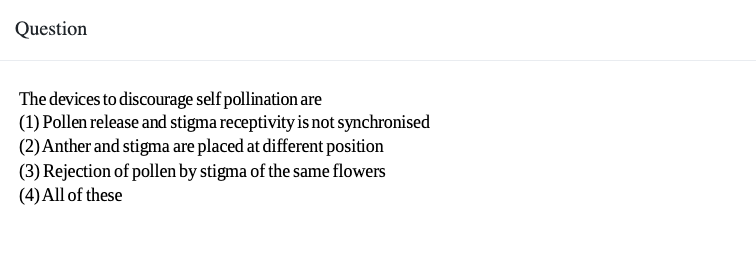 Question
The devices to discourage self pollination are
(1) Pollen release and stigma receptivity is not synchronised
(2) Anther and stigma are placed at different position
(3) Rejection of pollen by stigma of the same flowers
(4) All of these